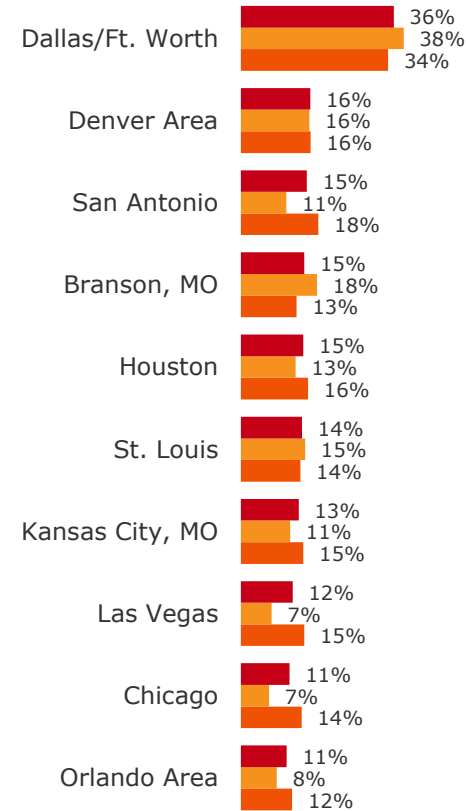 36%
Dallas/Ft. Worth 38%
34%
16%
Denver Area 16%
16%
15%
San Antonio 11%
18%
15%
Branson, MO 18%
13%
15%
Houston 13%
16%
14%
St. Louis 15%
14%
13%
Kansas City, MO 11%
15%
12%
Las Vegas 7%
15%
11%
Chicago 7%
14%
11%
Orlando Area 8%
12%